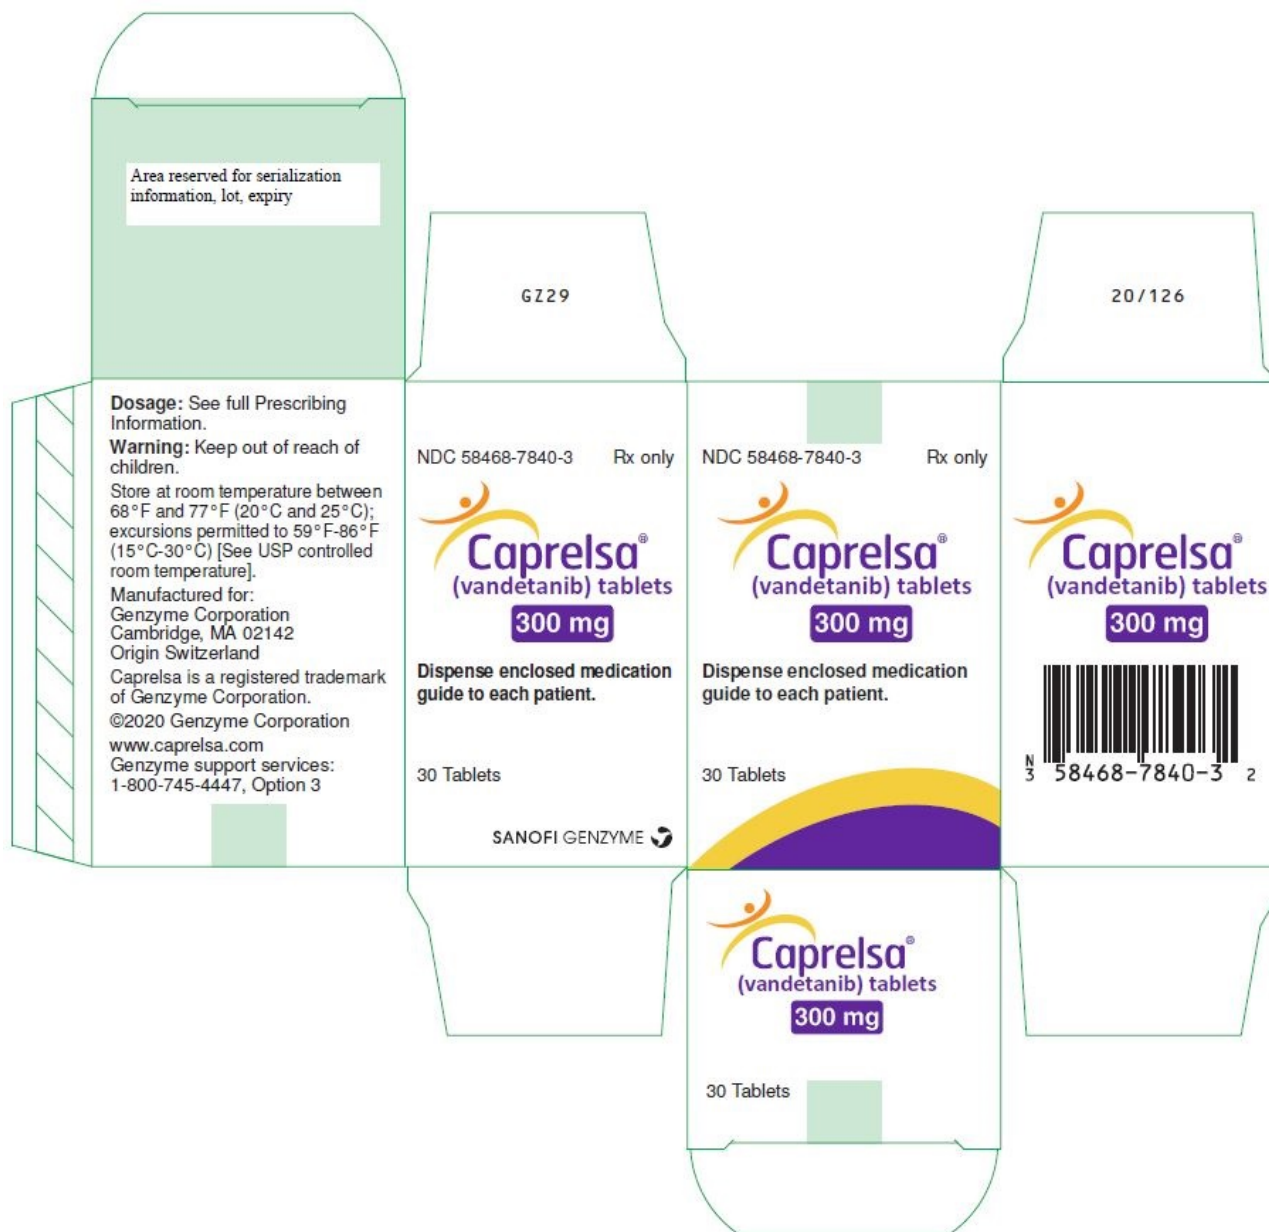 Area reserved for serialization
information, lot, expiry
GZ29
20/126
Dosage: See full Prescribing
Information.
Warning: Keep out of reach of
children.
Store at room temperature between
68°F and 77°F (20°C and 25°C);
excursions permitted to 59°F-86°F
(15°C-30°C) [See USP controlled
room temperature].
Manufactured for:
Genzyme Corporation
Cambridge, MA 02142
Origin Switzerland
Caprelsa is a registered trademark
of Genzyme Corporation.
©2020 Genzyme Corporation
www.caprelsa.com
Genzyme support services:
1-800-745-4447, Option 3
NDC 58468-7840-3 Rx only
Caprelsa®
(vandetanib) tablets
300 mg
Dispense enclosed medication
guide to each patient.
30 Tablets
SANOFI GENZYME
NDC 58468-7840-3 Rx only
Caprelsa®
(vandetanib) tablets
300 mg
Dispense enclosed medication
guide to each patient.
30 Tablets
Caprelsa®
(vandetanib) tablets
300 mg
N
3 58468-7840-3 2
Caprelsa®
(vandetanib) tablets
300 mg
30 Tablets